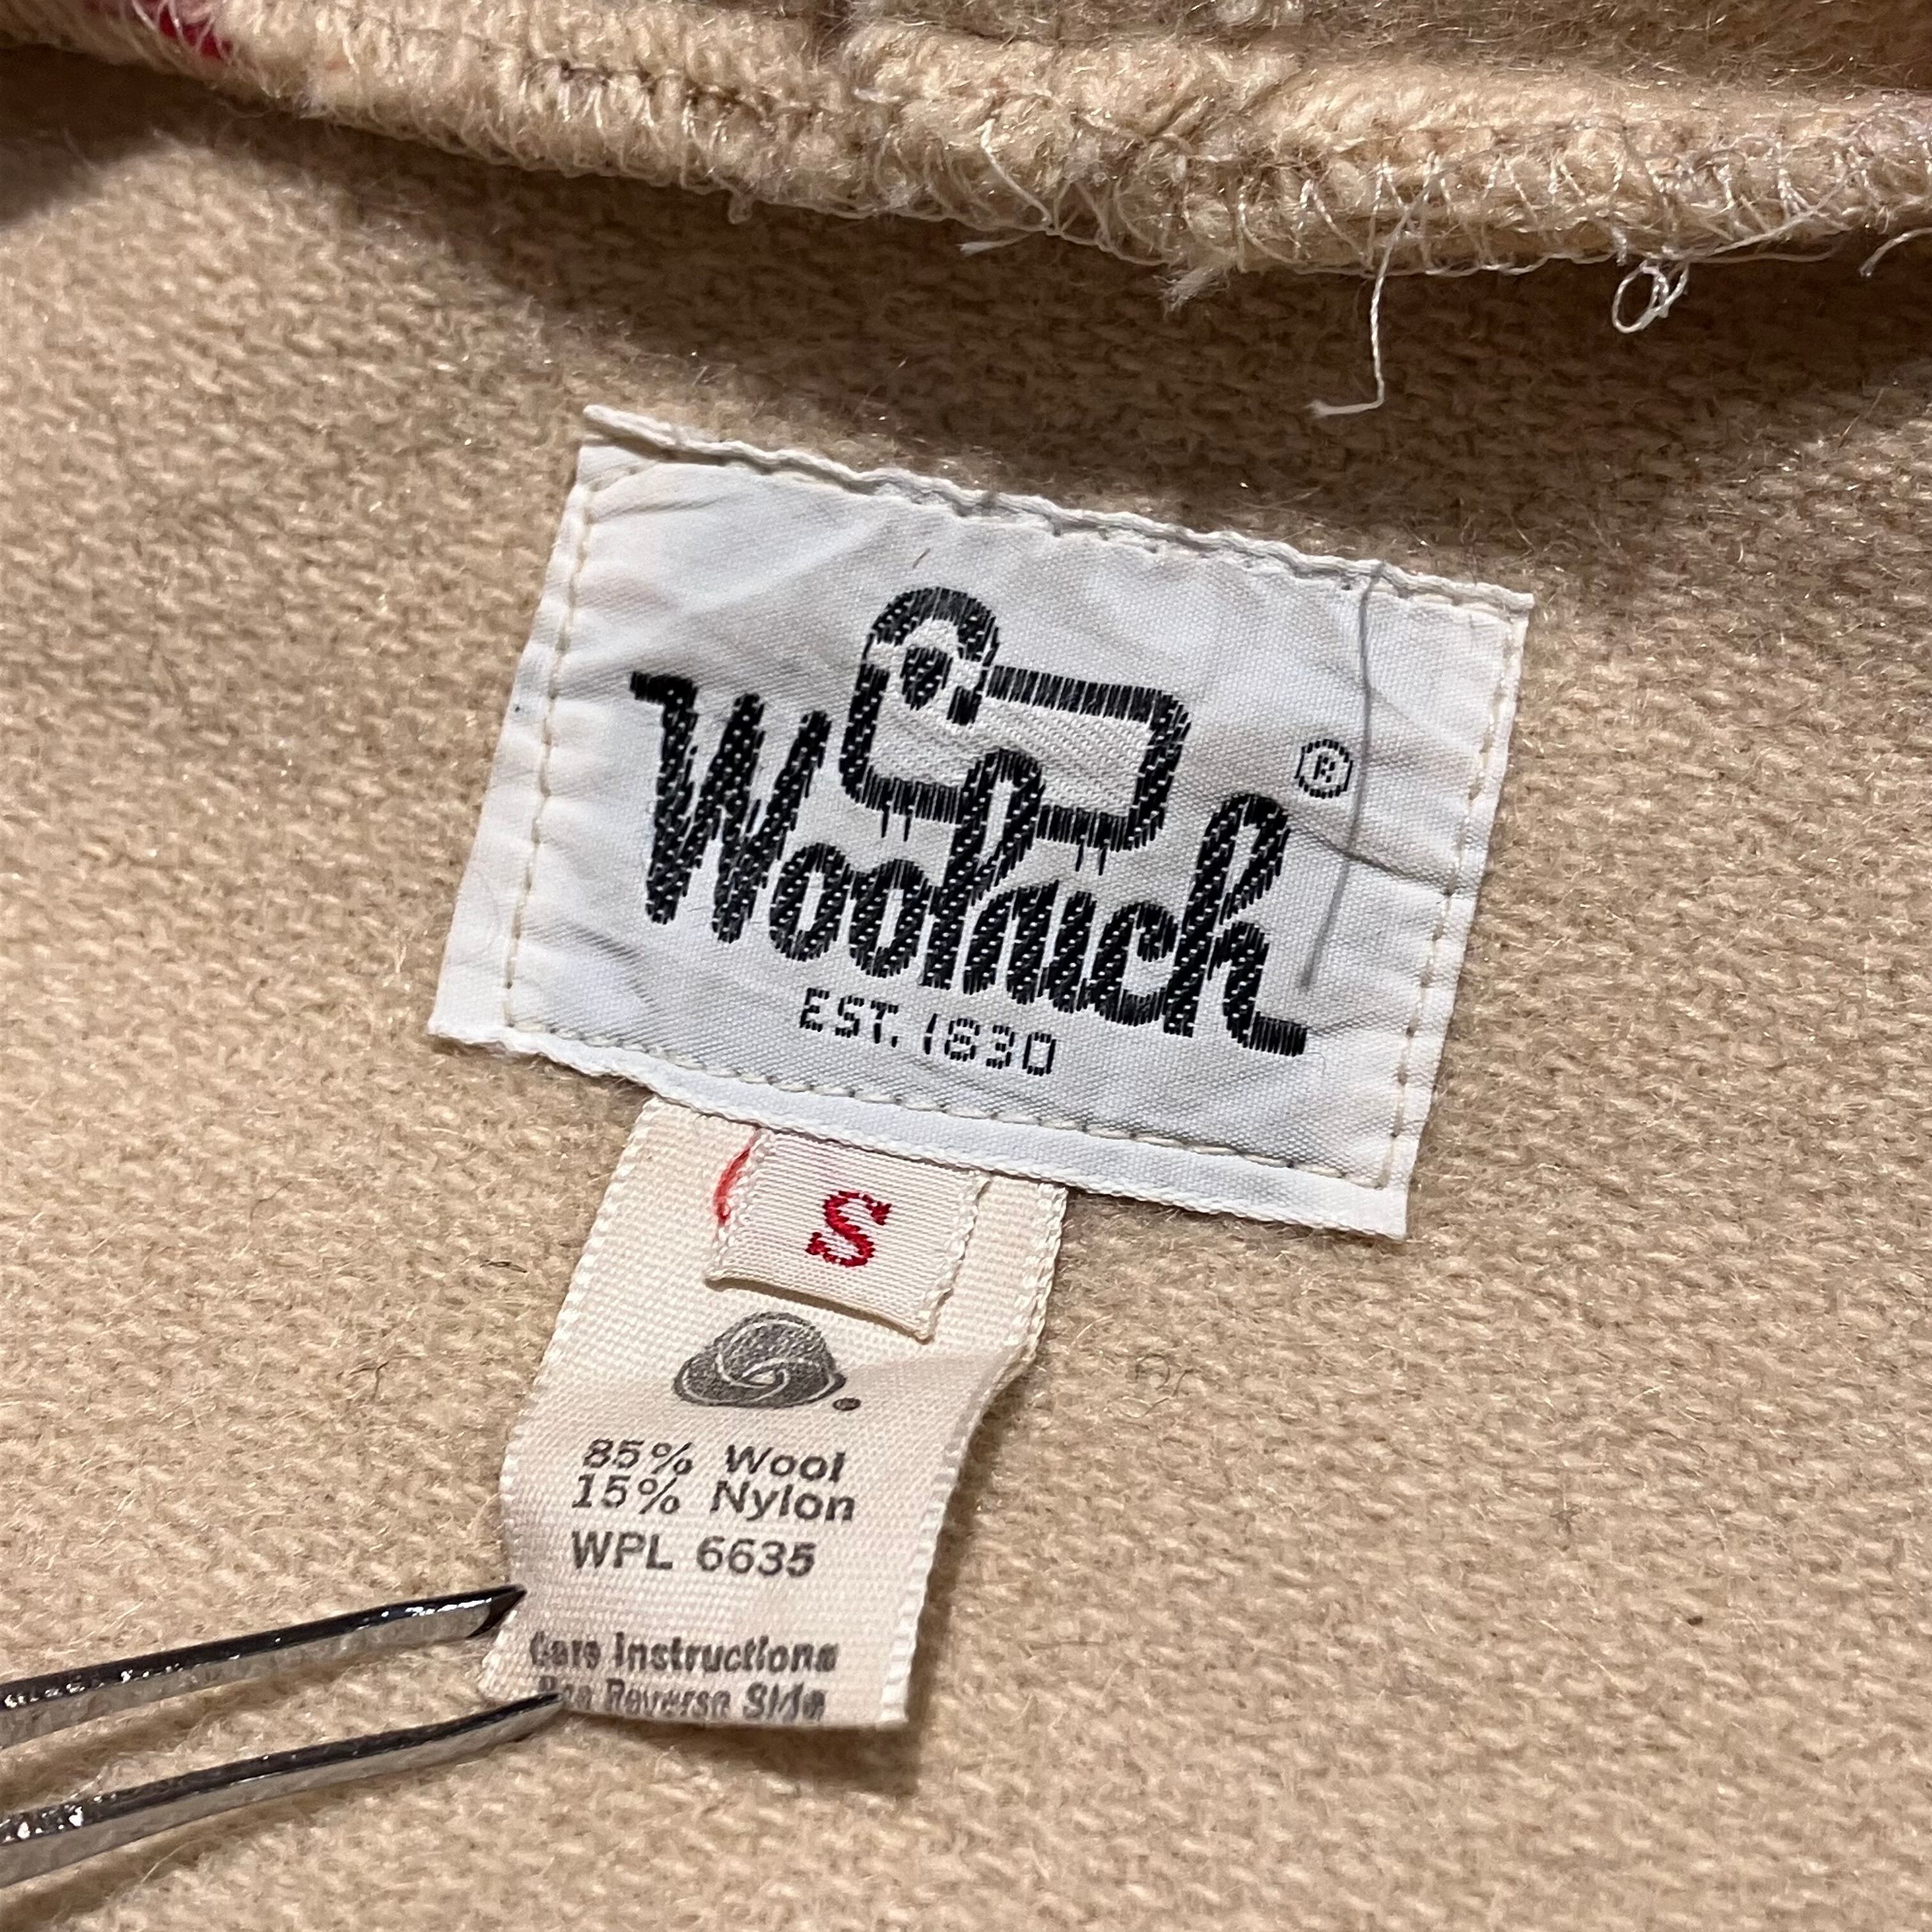 Woolrich ®
EST. 1830
S
85% Wool
15% Nylon
WPL 6635
Care Instructions
See Reverse Side